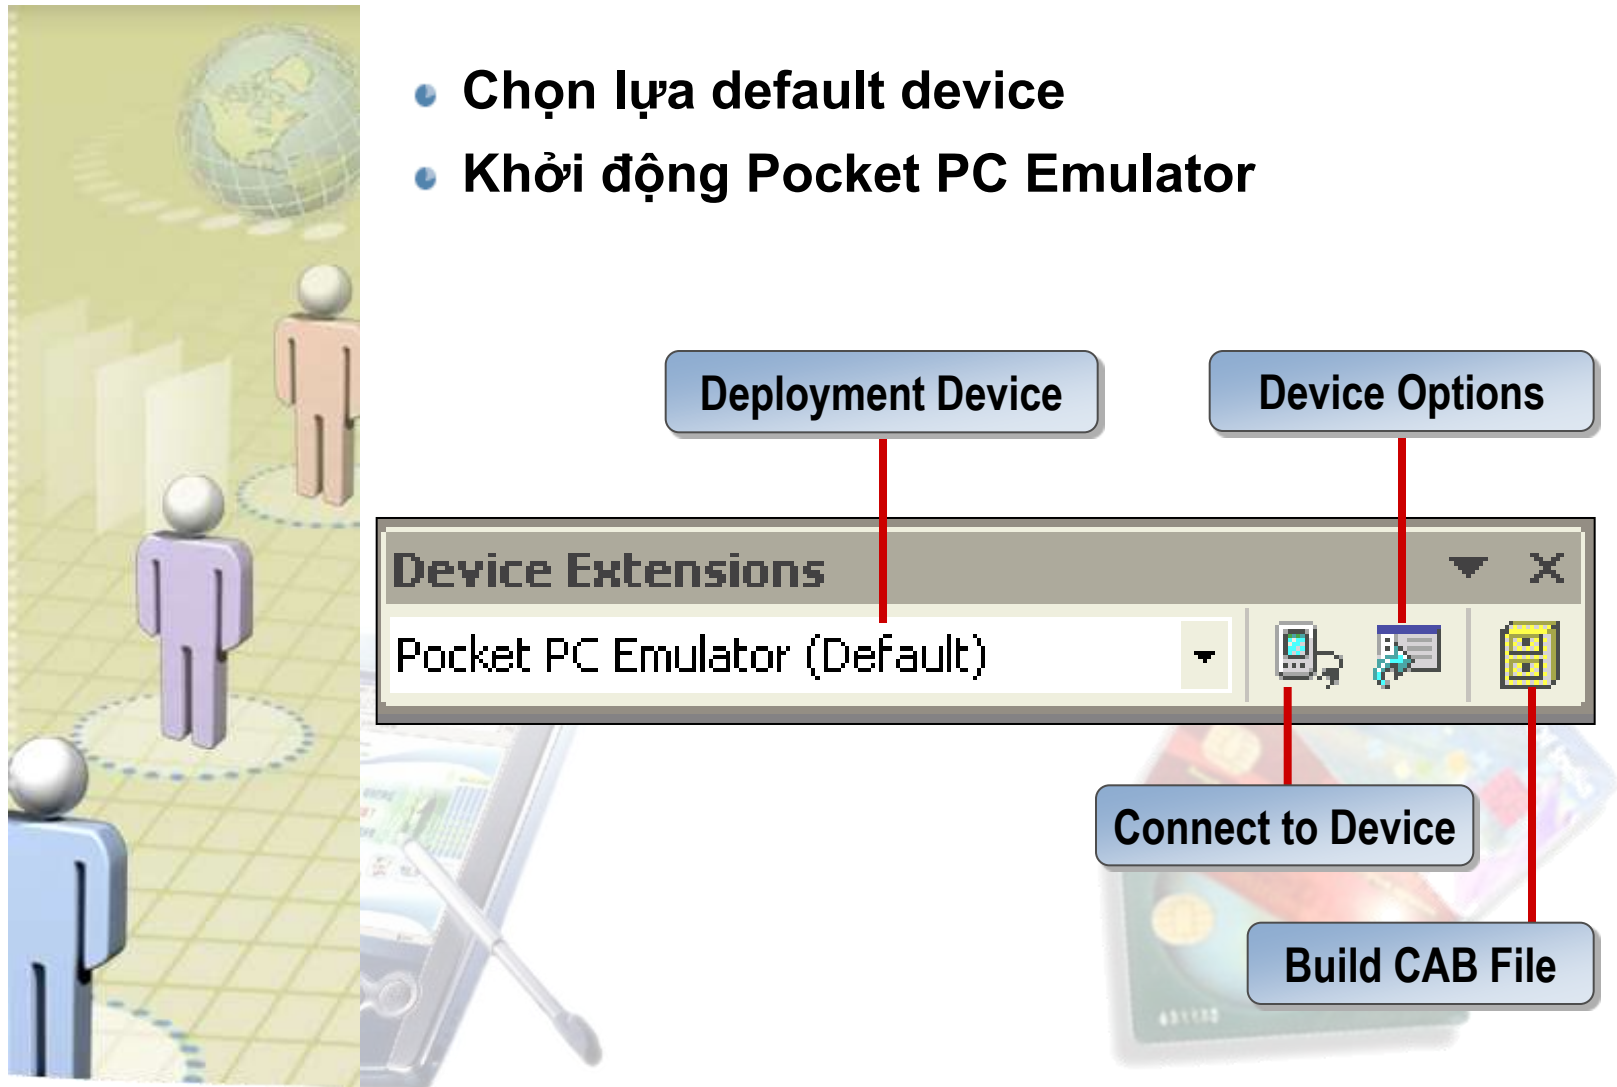 Chọn lựa default device
Khởi động Pocket PC Emulator
Deployment Device
Device Options
Device Extensions
Pocket PC Emulator (Default)
Connect to Device
Build CAB File